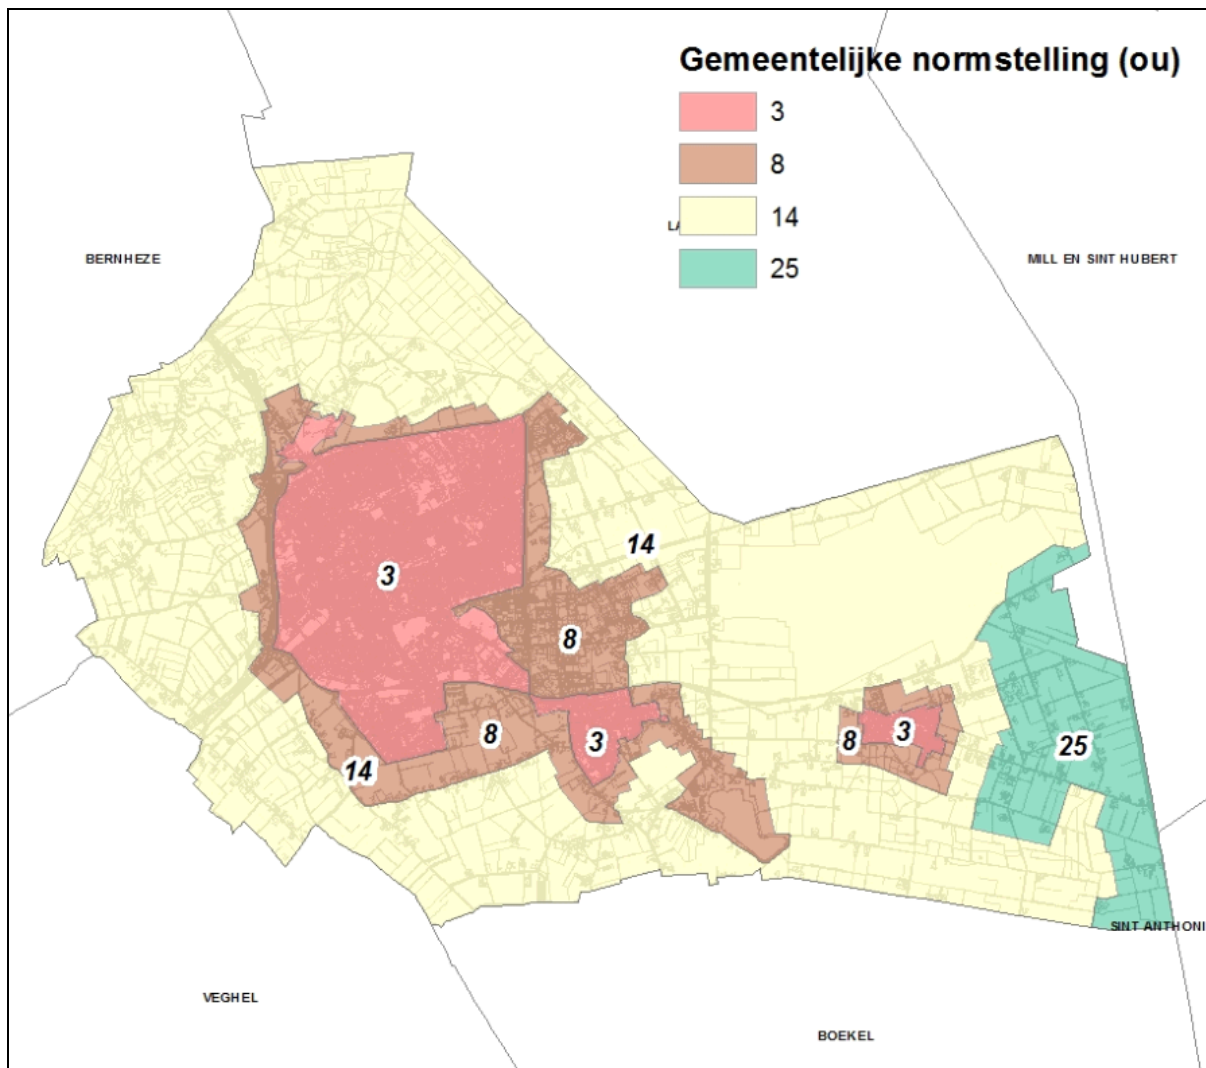 Gemeentelijke normstelling (ou)
3
8
14
25
LA
BERNHEZE
MILL EN SINT HUBERT
14
3
8
8
3
14
8
3
25
SINT ANTHONI
VEGHEL
BOEKEL